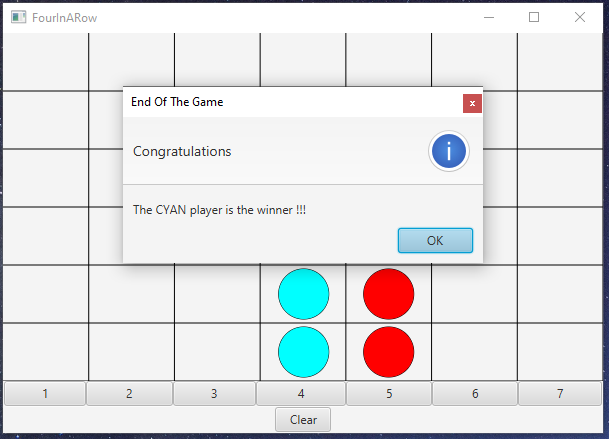 FourInARow
End Of The Game
x
Congratulations
i
The CYAN player is the winner !!!
OK
1 2 3 4 5 6 7
Clear